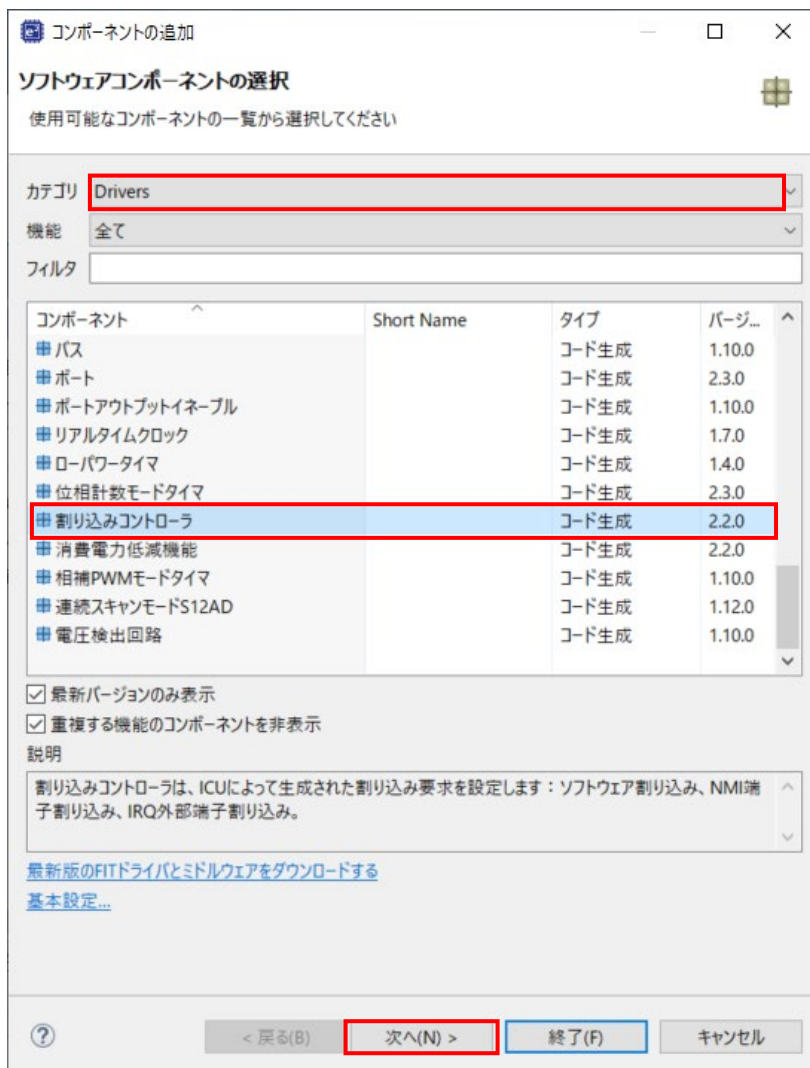 コンポーネントの追加
ソフトウェアコンポーネントの選択
使用可能なコンポーネントの一覧から選択してください
カテゴリ Drivers
機能 全て
フィルタ
コンポーネント Short Name タイプ バージ...
バス コード生成 1.10.0
ポート コード生成 2.3.0
ポートアウトプットイネーブル コード生成 1.10.0
リアルタイムクロック コード生成 1.7.0
ローパワータイマ コード生成 1.4.0
位相計数モードタイマ コード生成 2.3.0
割り込みコントローラ コード生成 2.2.0
消費電力低減機能 コード生成 2.2.0
相補PWMモードタイマ コード生成 1.10.0
連続スキャンモードS12AD コード生成 1.12.0
電圧検出回路 コード生成 1.10.0
最新バージョンのみ表示
重複する機能のコンポーネントを非表示
説明
割り込みコントローラは、ICUによって生成された割り込み要求を設定します：ソフトウェア割り込み、NMI端
子割り込み、IRQ外部端子割り込み。
最新版のFITドライバとミドルウェアをダウンロードする
基本設定...
< 戻る(B) 次へ(N) > 終了(F) キャンセル